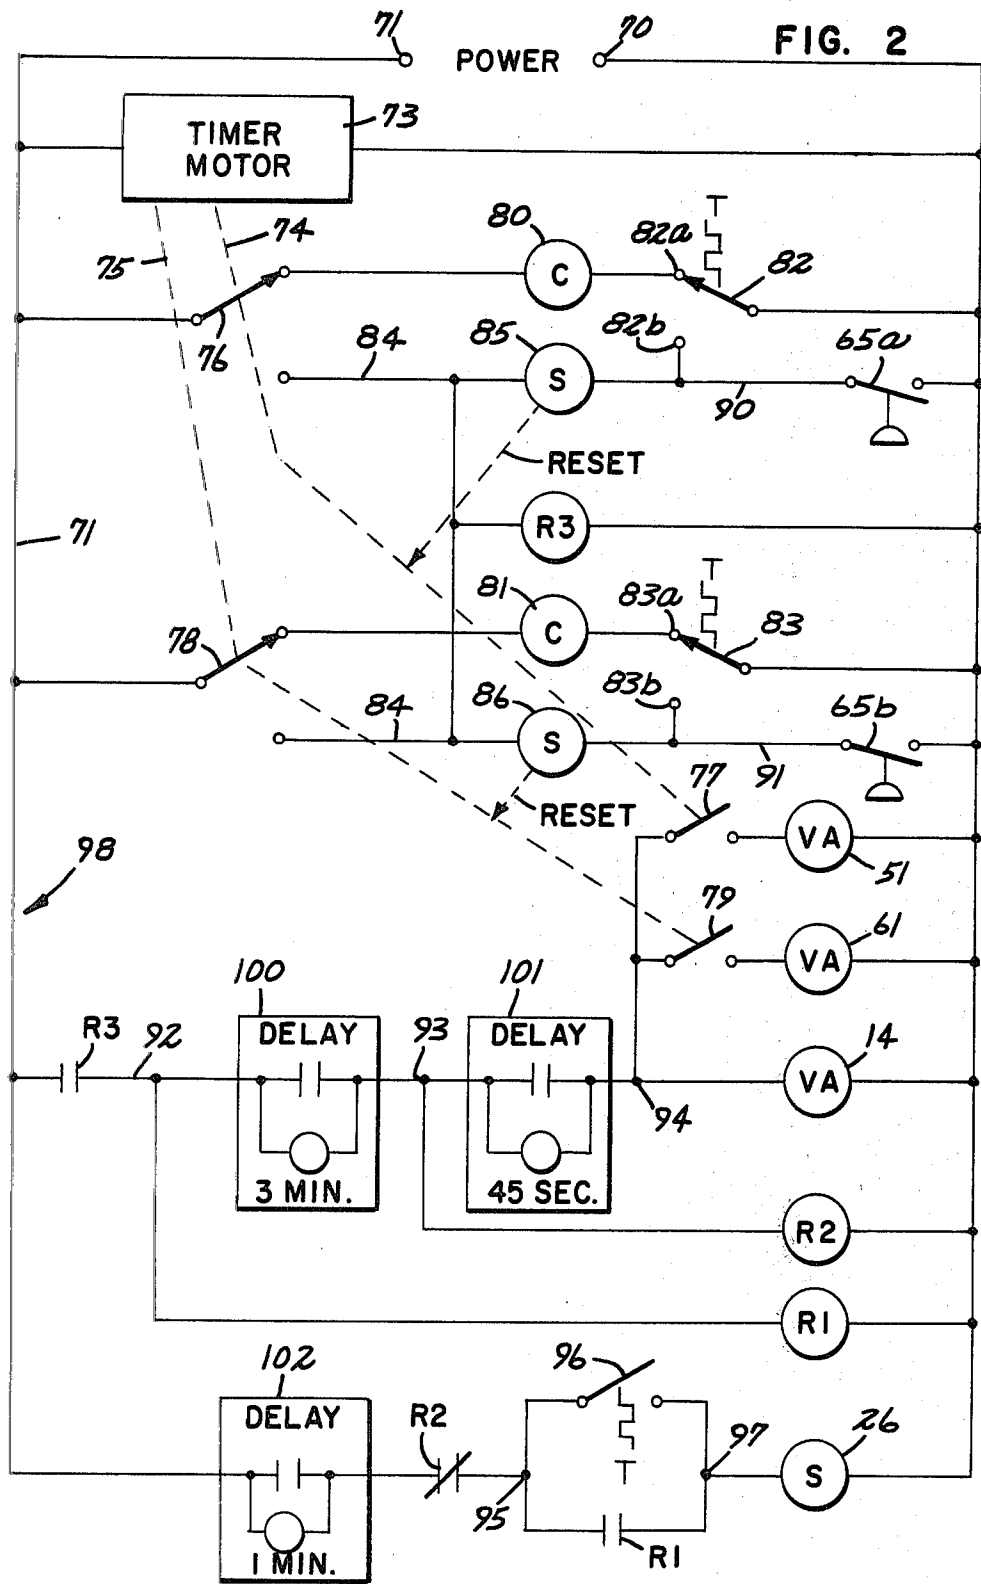 71
POWER
70
FIG. 2
TIMER
MOTOR
73
75
74
80
C
82a
T
82
76
84
85
S
82b
65a
90
RESET
71
R3
81
C
83a
T
83
78
84
86
S
83b
65b
91
RESET
77
VA
51
98
79
VA
61
100
101
R3
92
DELAY
93
DELAY
14
VA
94
3 MIN.
45 SEC.
R2
R1
102
96
DELAY
R2
T
97
26
S
95
1 MIN.
R1